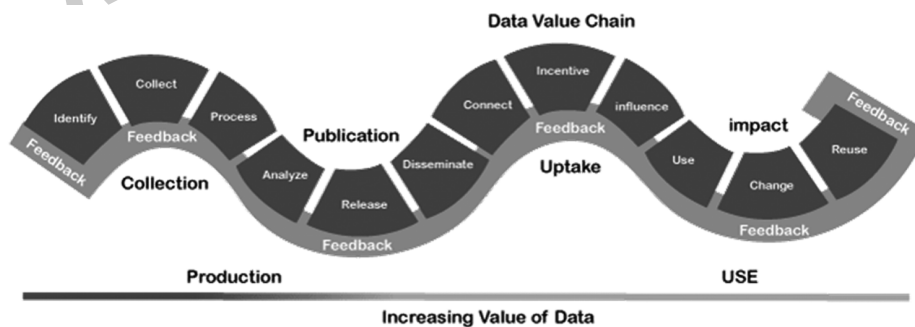 Data Value Chain
Identify
Collect
Process
Analyze
Release
Disseminate
Connect
Incentive
influence
Use
Change
Reuse
Feedback
Feedback
Feedback
Feedback
Feedback
Feedback
Collection
Publication
Uptake
impact
Production
USE
Increasing Value of Data